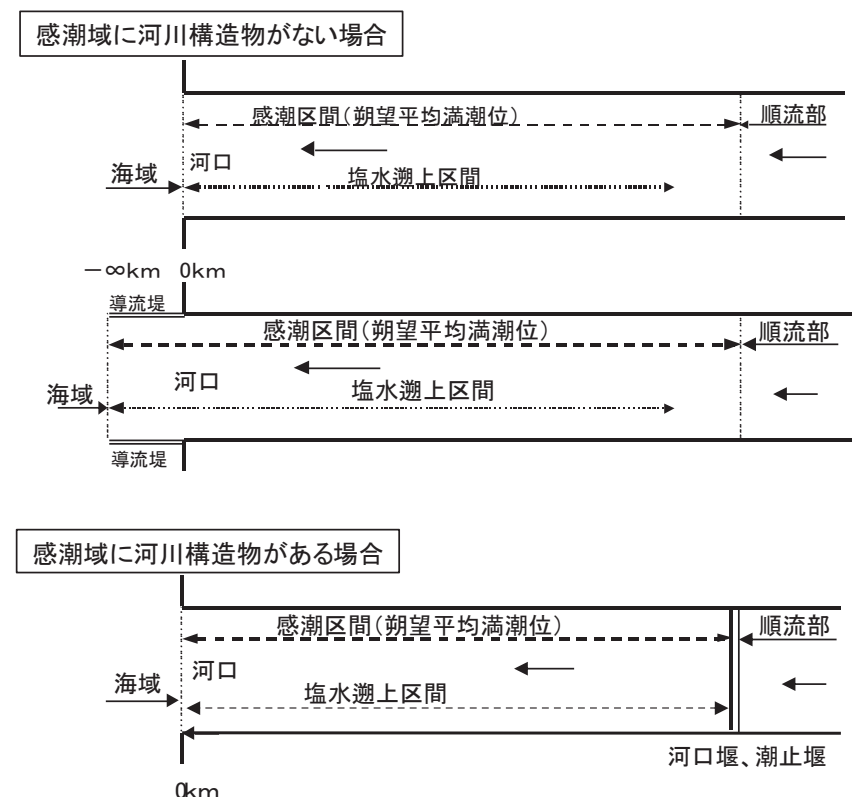 感潮域に河川構造物がない場合
感潮区間(朔望平均満潮位)
順流部
河口
海域
塩水遡上区間
－∞km 0km
導流堤
感潮区間(朔望平均満潮位)
順流部
河口
海域
塩水遡上区間
導流堤
感潮域に河川構造物がある場合
感潮区間(朔望平均満潮位)
順流部
河口
海域
塩水遡上区間
河口堰、潮止堰
0km